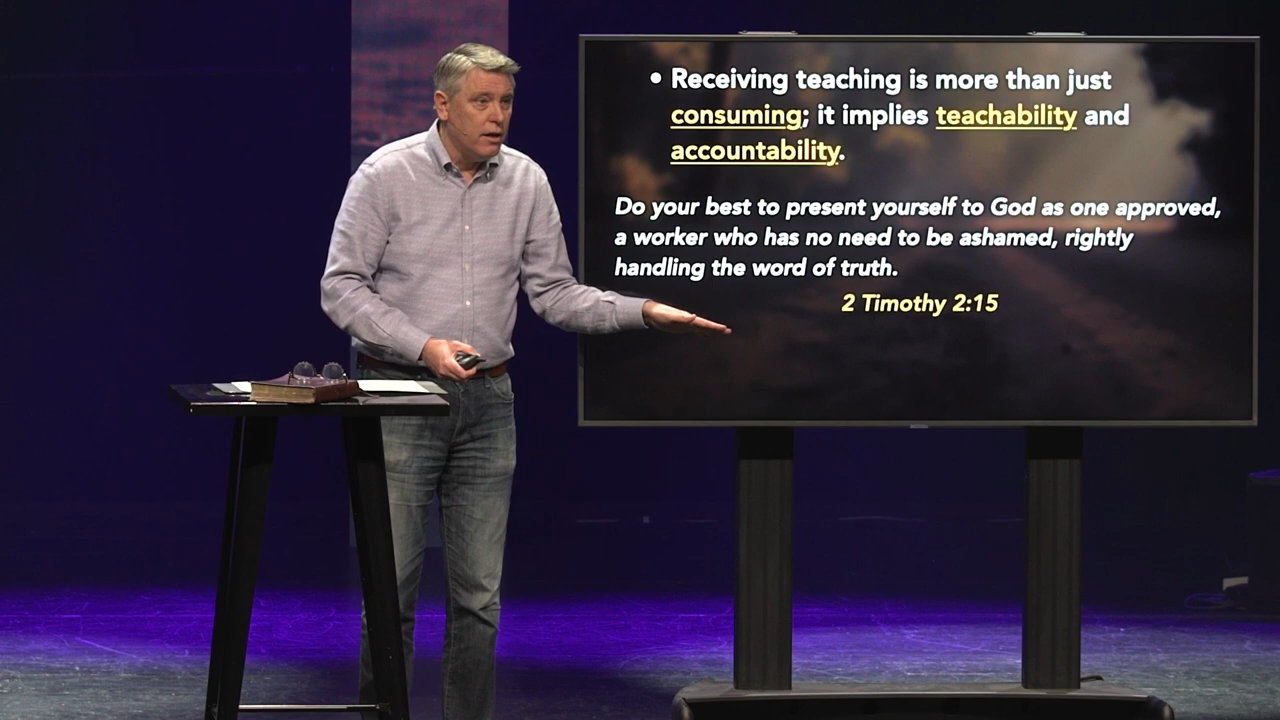 • Receiving teaching is more than just
consuming; it implies teachability and
accountability.
Do your best to present yourself to God as one approved,
a worker who has no need to be ashamed, rightly
handling the word of truth.
2 Timothy 2:15